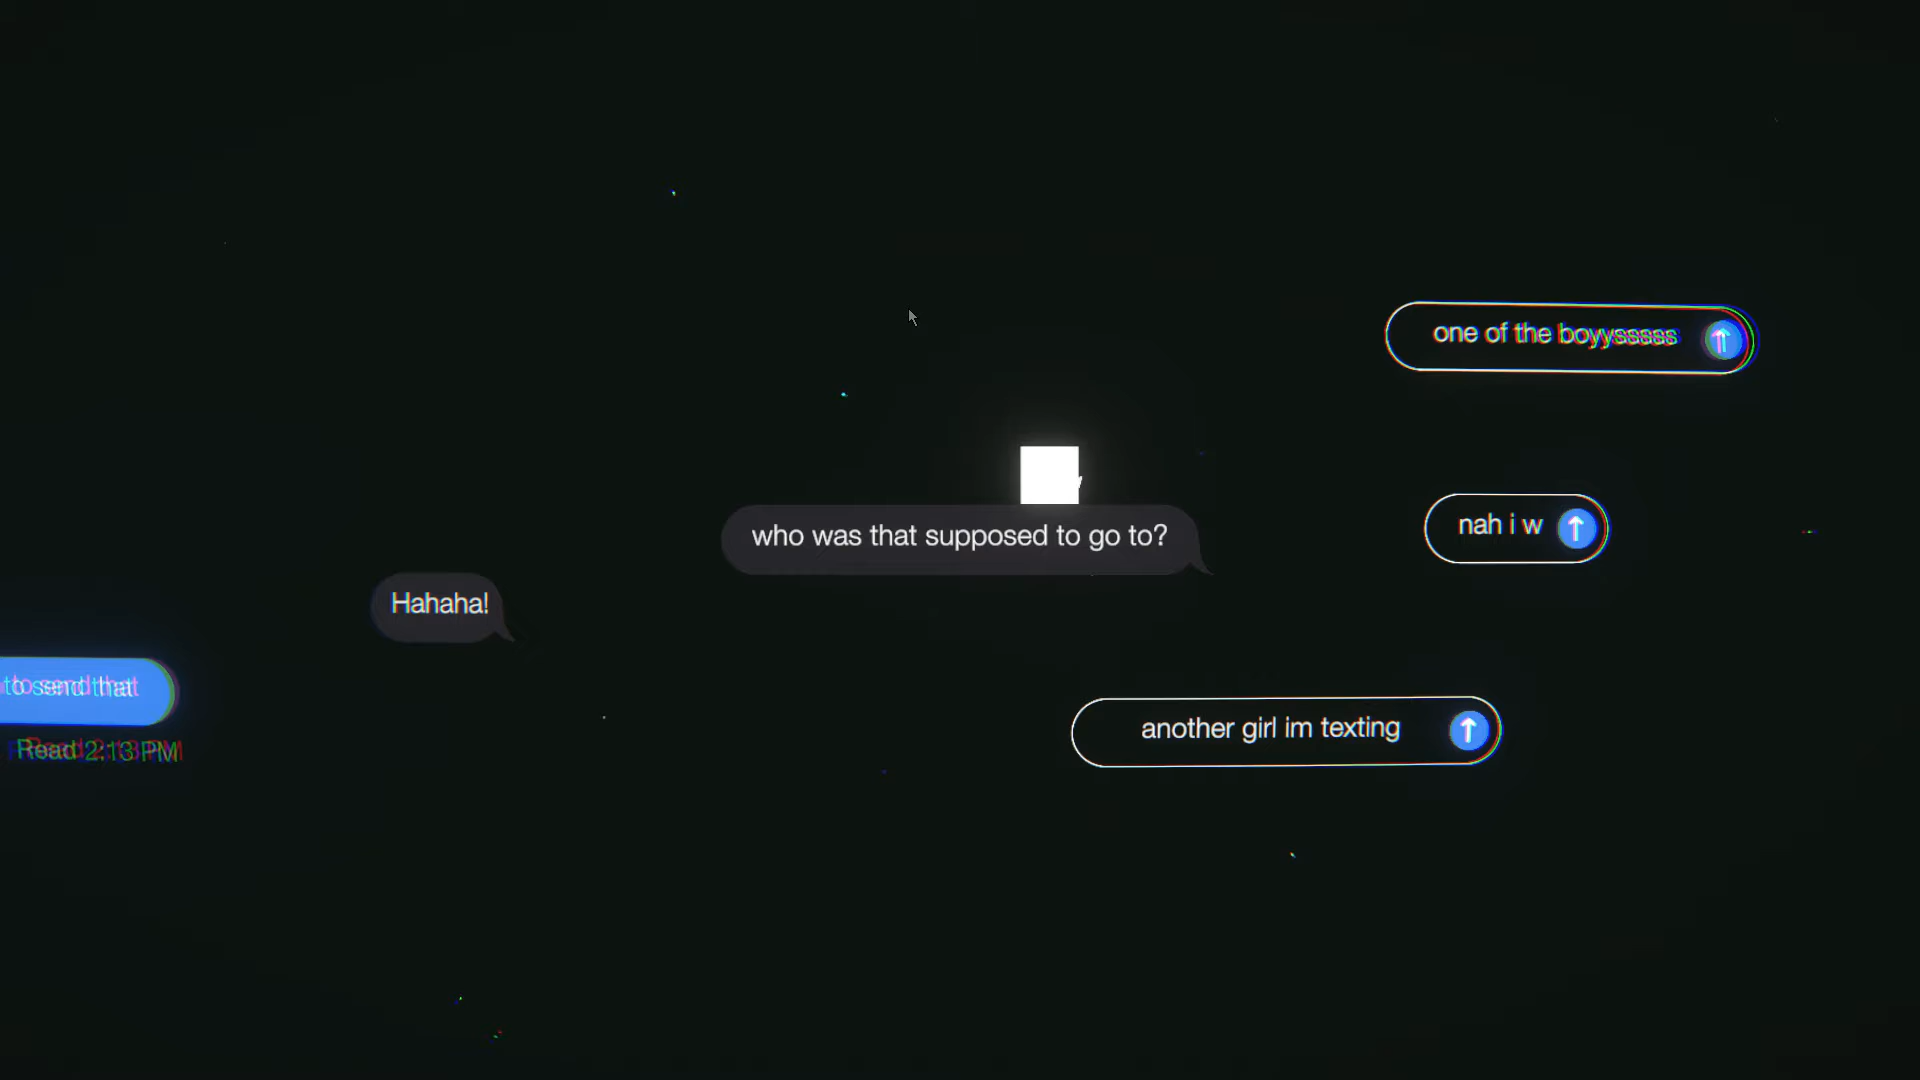 one of the boyysssss
nah i w
who was that supposed to go to?
Hahaha!
to send that
Read 2:13 PM
another girl im texting